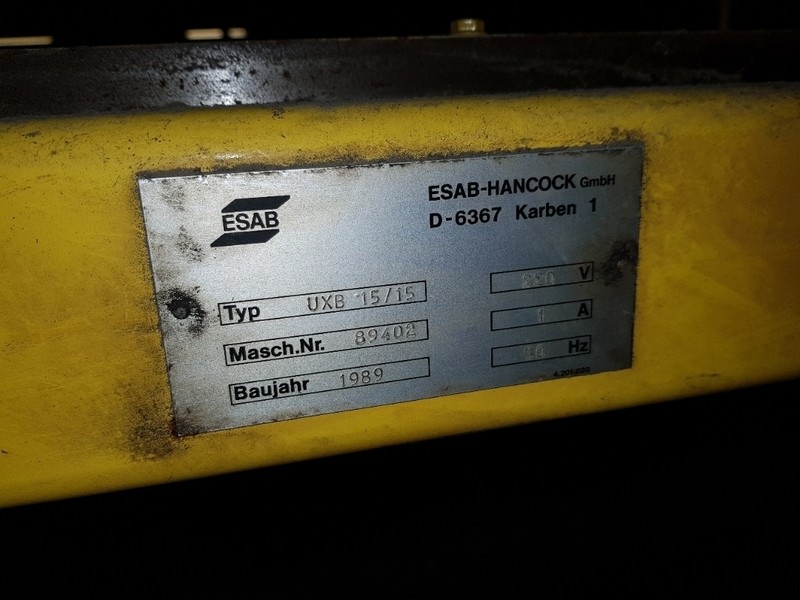 ESAB
ESAB-HANCOCK GmbH
D-6367 Karben 1
Typ UXB 15/15
Masch.Nr. 89402
Baujahr 1989
V
1 A
Hz